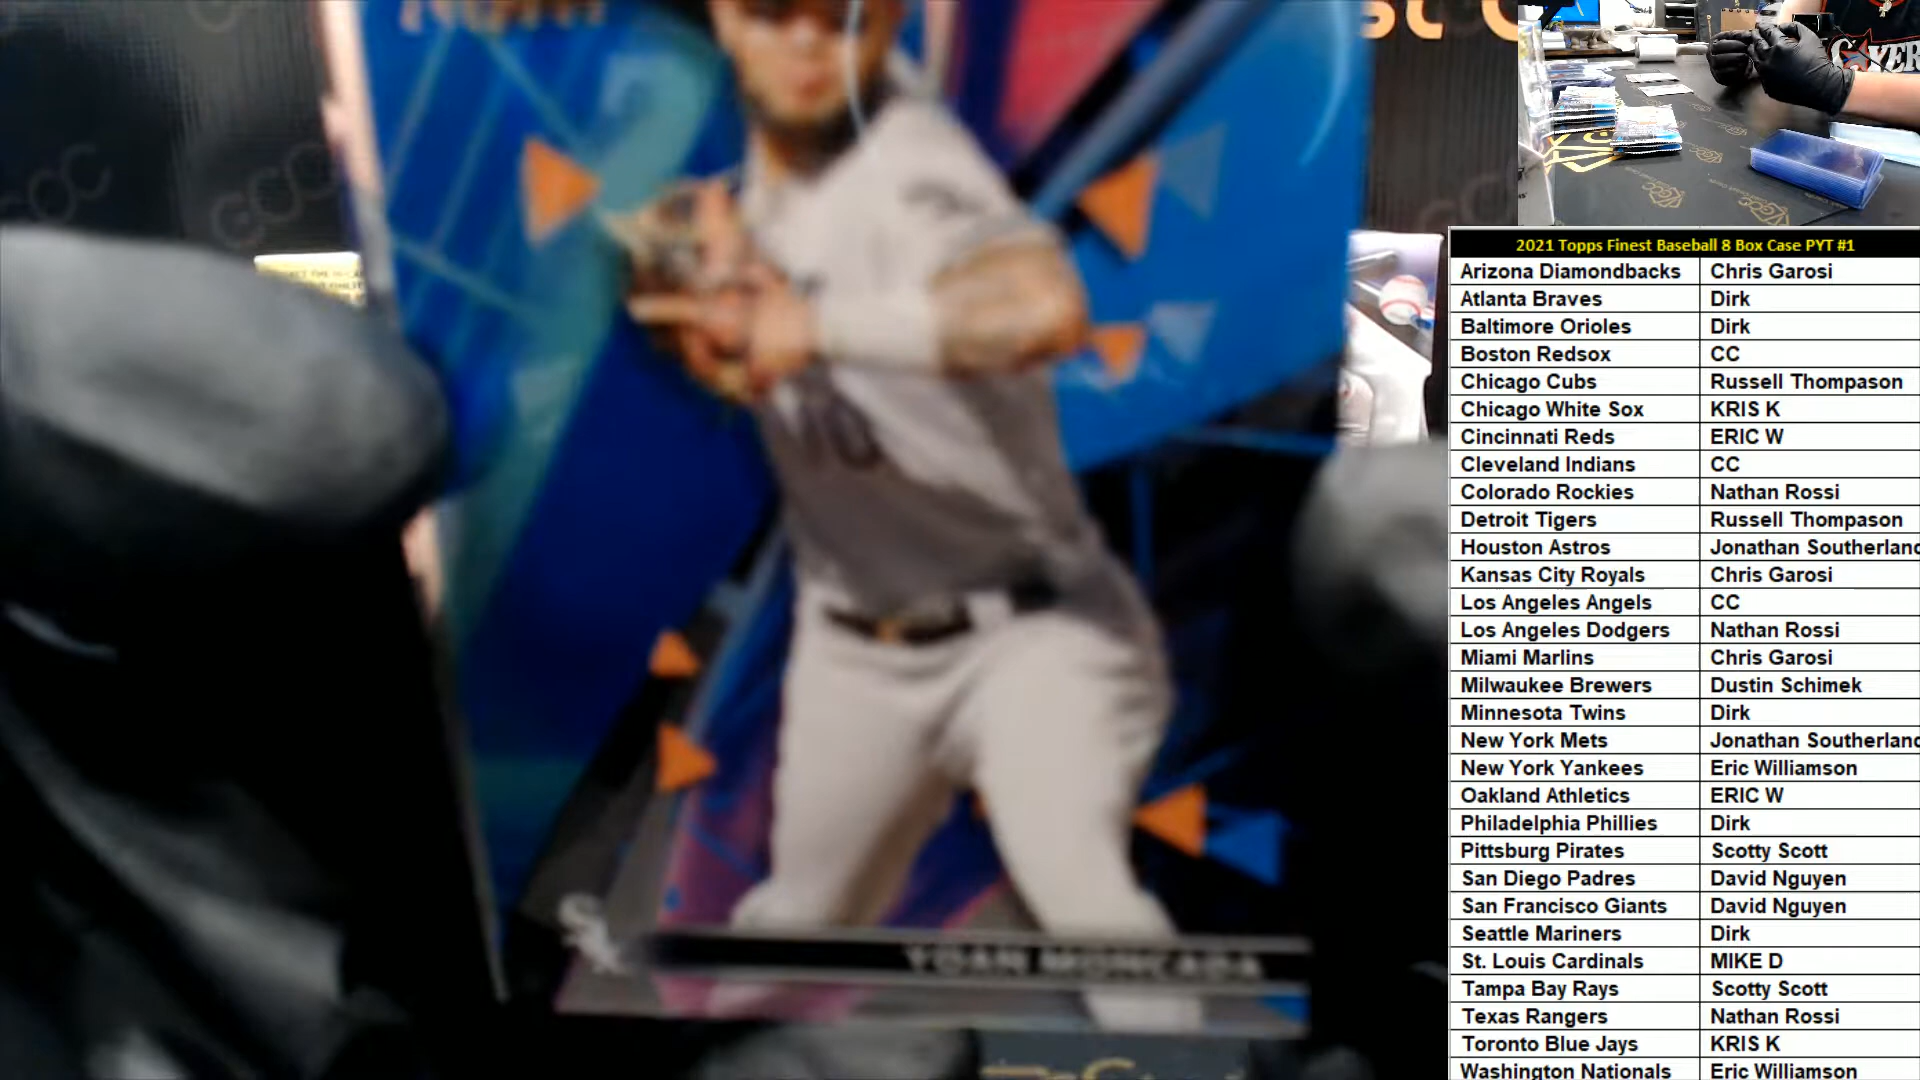 st C
GCC
GCC
YOAN MONCADA
2021 Topps Finest Baseball 8 Box Case PYT #1
Arizona Diamondbacks Chris Garosi
Atlanta Braves Dirk
Baltimore Orioles Dirk
Boston Redsox CC
Chicago Cubs Russell Thompason
Chicago White Sox KRIS K
Cincinnati Reds ERIC W
Cleveland Indians CC
Colorado Rockies Nathan Rossi
Detroit Tigers Russell Thompason
Houston Astros Jonathan Southerland
Kansas City Royals Chris Garosi
Los Angeles Angels CC
Los Angeles Dodgers Nathan Rossi
Miami Marlins Chris Garosi
Milwaukee Brewers Dustin Schimek
Minnesota Twins Dirk
New York Mets Jonathan Southerland
New York Yankees Eric Williamson
Oakland Athletics ERIC W
Philadelphia Phillies Dirk
Pittsburg Pirates Scotty Scott
San Diego Padres David Nguyen
San Francisco Giants David Nguyen
Seattle Mariners Dirk
St. Louis Cardinals MIKE D
Tampa Bay Rays Scotty Scott
Texas Rangers Nathan Rossi
Toronto Blue Jays KRIS K
Washington Nationals Eric Williamson